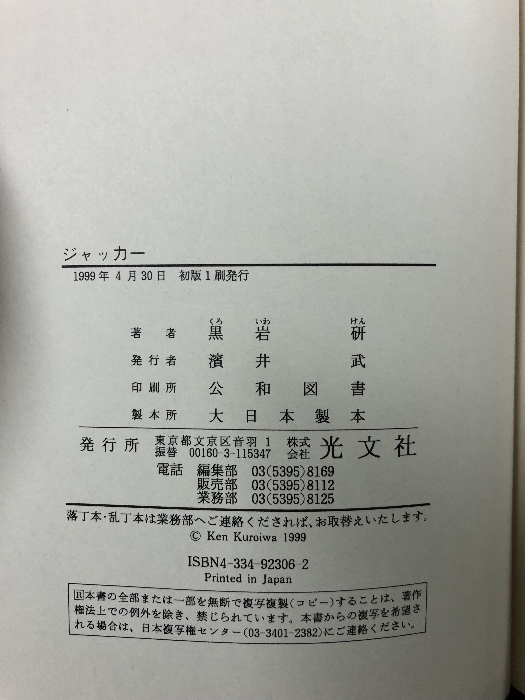 ジャッカー
1999年 4 月30日 初版1刷発行
くろ いわ けん
著者 黒岩 研
発行者 濱井 武
印刷所 公和図書
製本所 大日本製本
発行所 東京都文京区音羽 1 振替 00160-3-115347 株式会社 光文社
電話 編集部 03(5395)8169
販売部 03(5395)8112
業務部 03(5395)8125
落丁本・乱丁本は業務部へご連絡くだされば、お取替えいたします。
© Ken Kuroiwa 1999
ISBN4-334-92306-2
Printed in Japan
R本書の全部または一部を無断で複写複製(コピー)することは、著作
権法上での例外を除き、禁じられています。本書からの複写を希望さ
れる場合は、日本複写権センター(03-3401-2382)にご連絡ください。